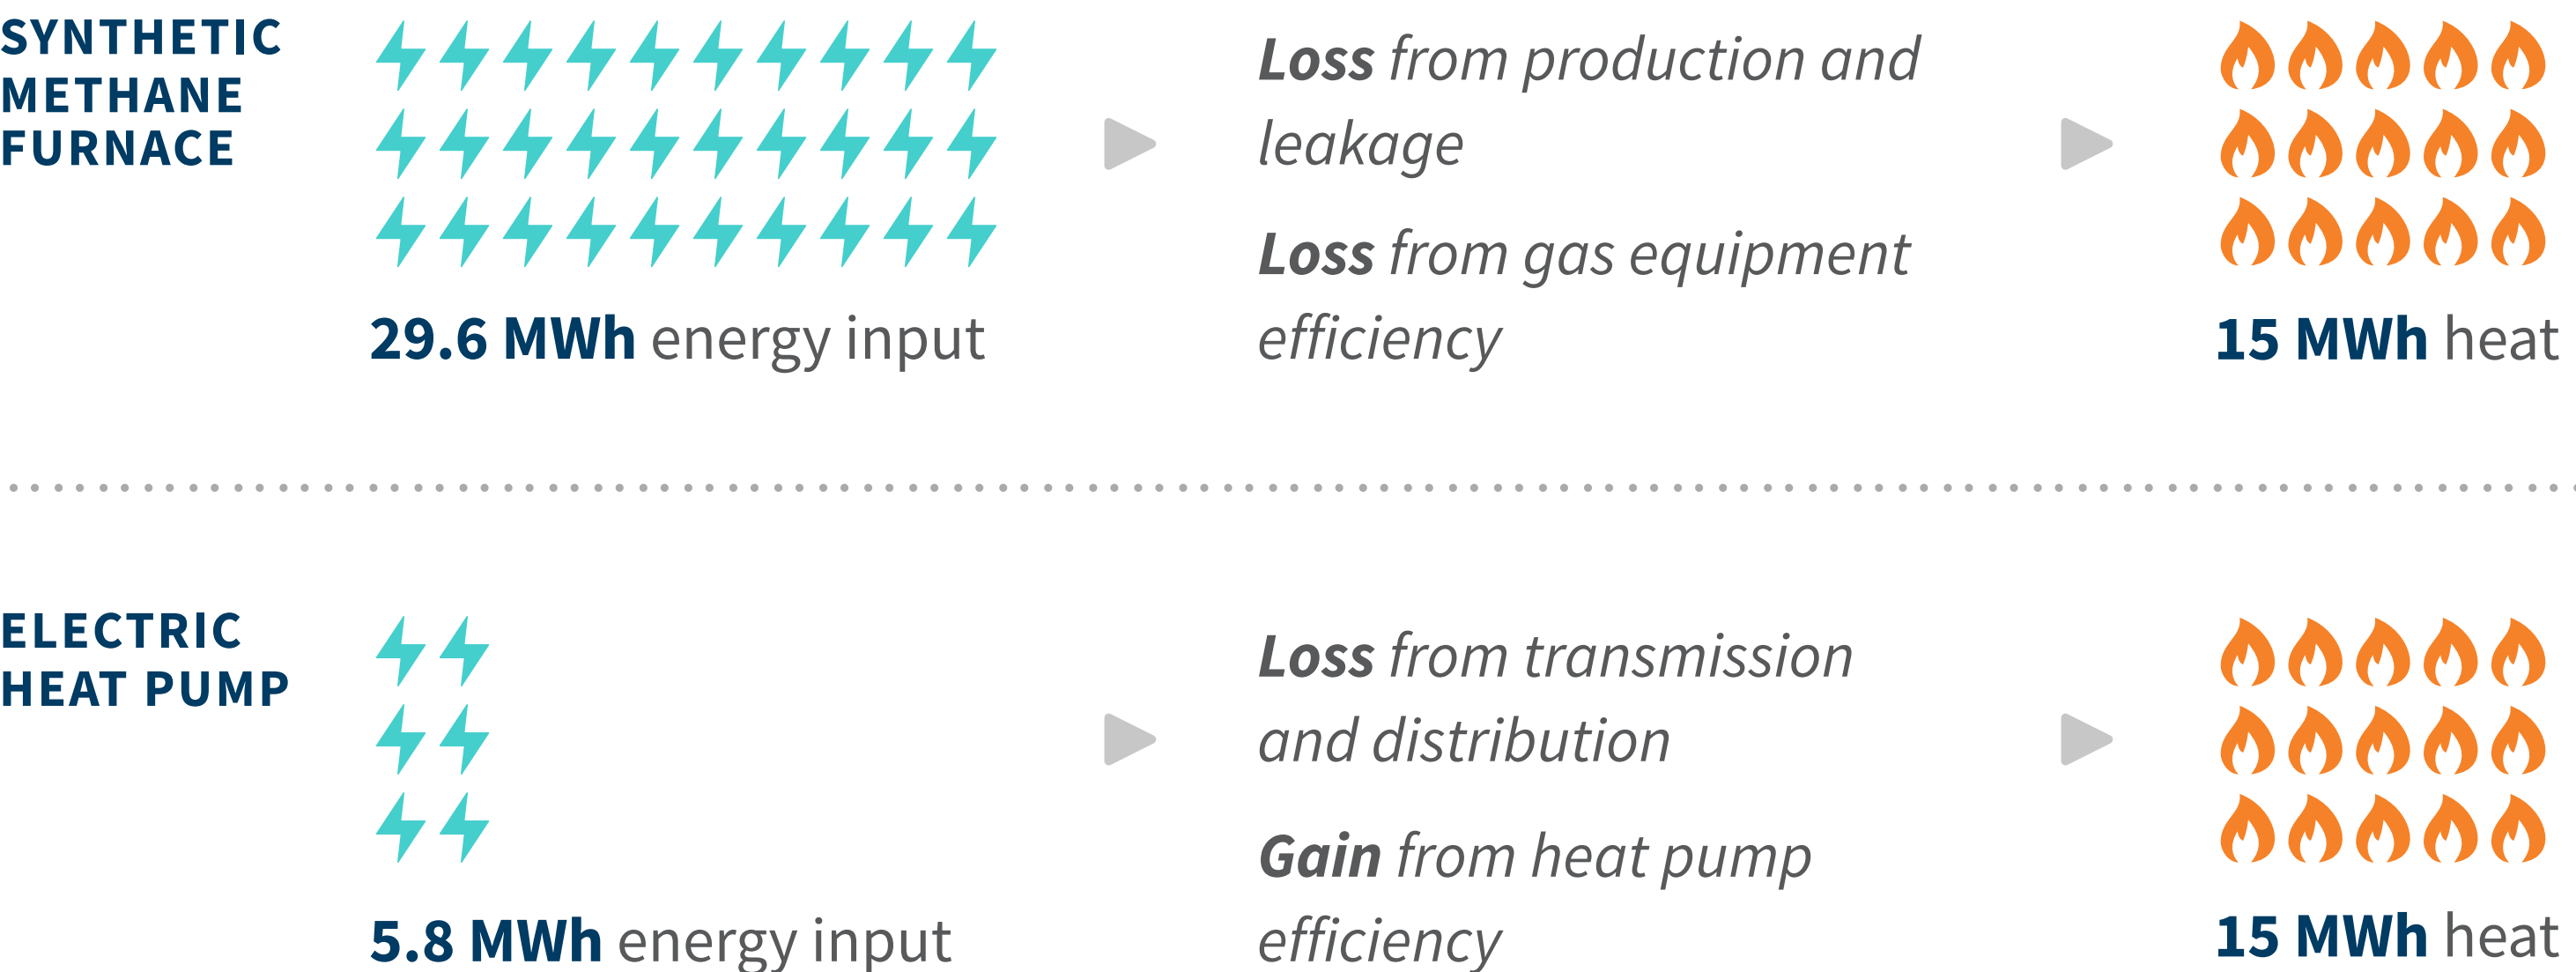 SYNTHETIC
METHANE
FURNACE
29.6 MWh energy input
Loss from production and
leakage
Loss from gas equipment
efficiency
15 MWh heat
ELECTRIC
HEAT PUMP
5.8 MWh energy input
Loss from transmission
and distribution
Gain from heat pump
efficiency
15 MWh heat